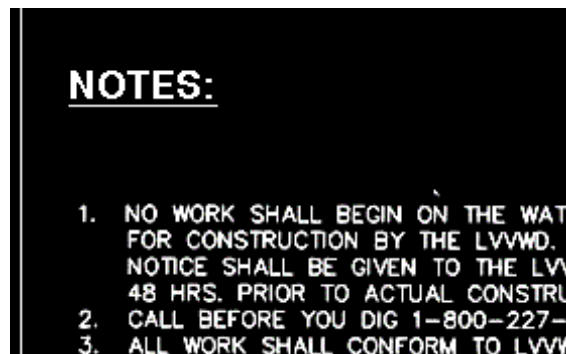 NOTES:
1. NO WORK SHALL BEGIN ON THE WAT
FOR CONSTRUCTION BY THE LVVWD.
NOTICE SHALL BE GIVEN TO THE LVV
48 HRS. PRIOR TO ACTUAL CONSTRU
2. CALL BEFORE YOU DIG 1-800-227-
3. ALL WORK SHALL CONFORM TO LVVW